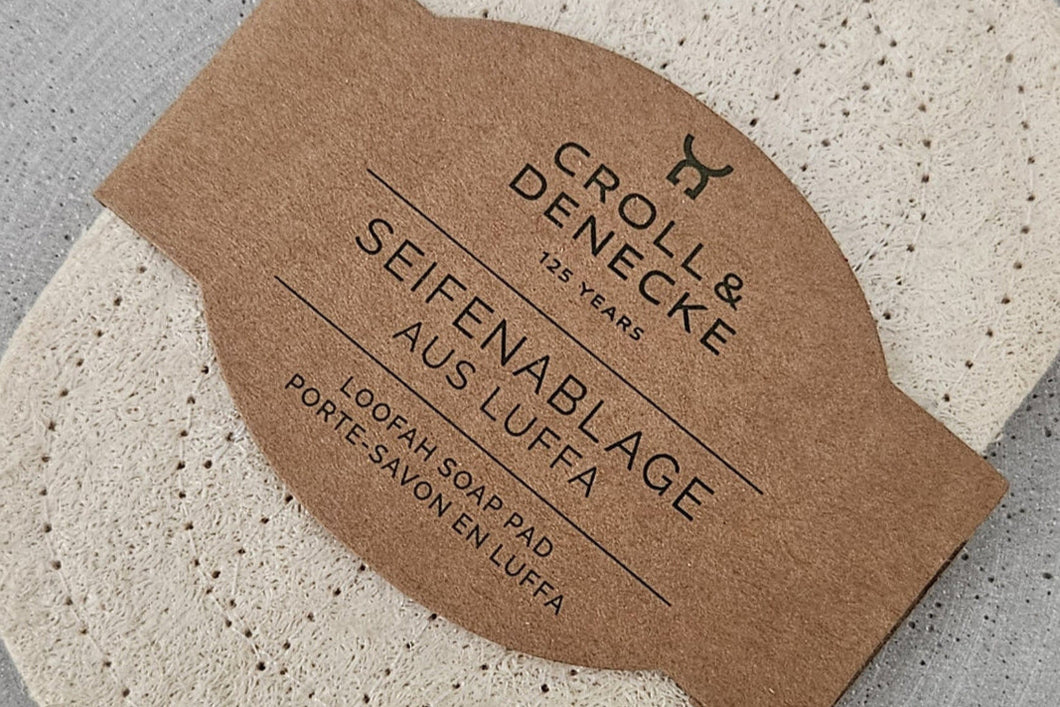 CROLL &
DENECKE
125 YEARS
SEIFENABLAGE
AUS LUFFA
LOOFAH SOAP PAD
PORTE-SAVON EN LUFFA